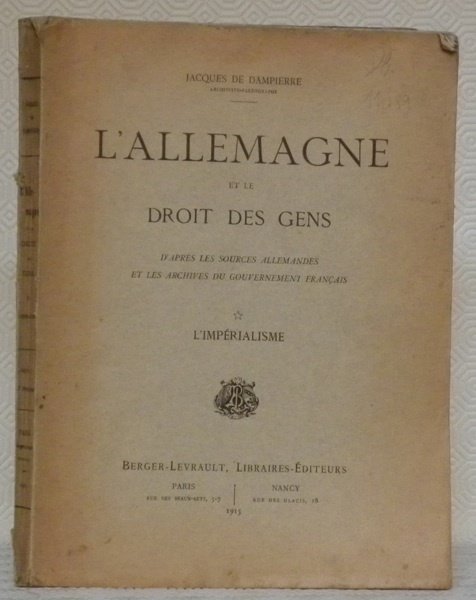 JACQUES DE DAMPIERRE
ARCHIVISTE-PALÉOGRAPHE
L'ALLEMAGNE
ET LE
DROIT DES GENS
D'APRÈS LES SOURCES ALLEMANDES
ET LES ARCHIVES DU GOUVERNEMENT FRANÇAIS
L'IMPÉRIALISME
BERGER-LEVRAULT, LIBRAIRES-ÉDITEURS
PARIS
RUE DES BEAUX-ARTS, 5-7
NANCY
RUE DES GLACIS, 18
1915